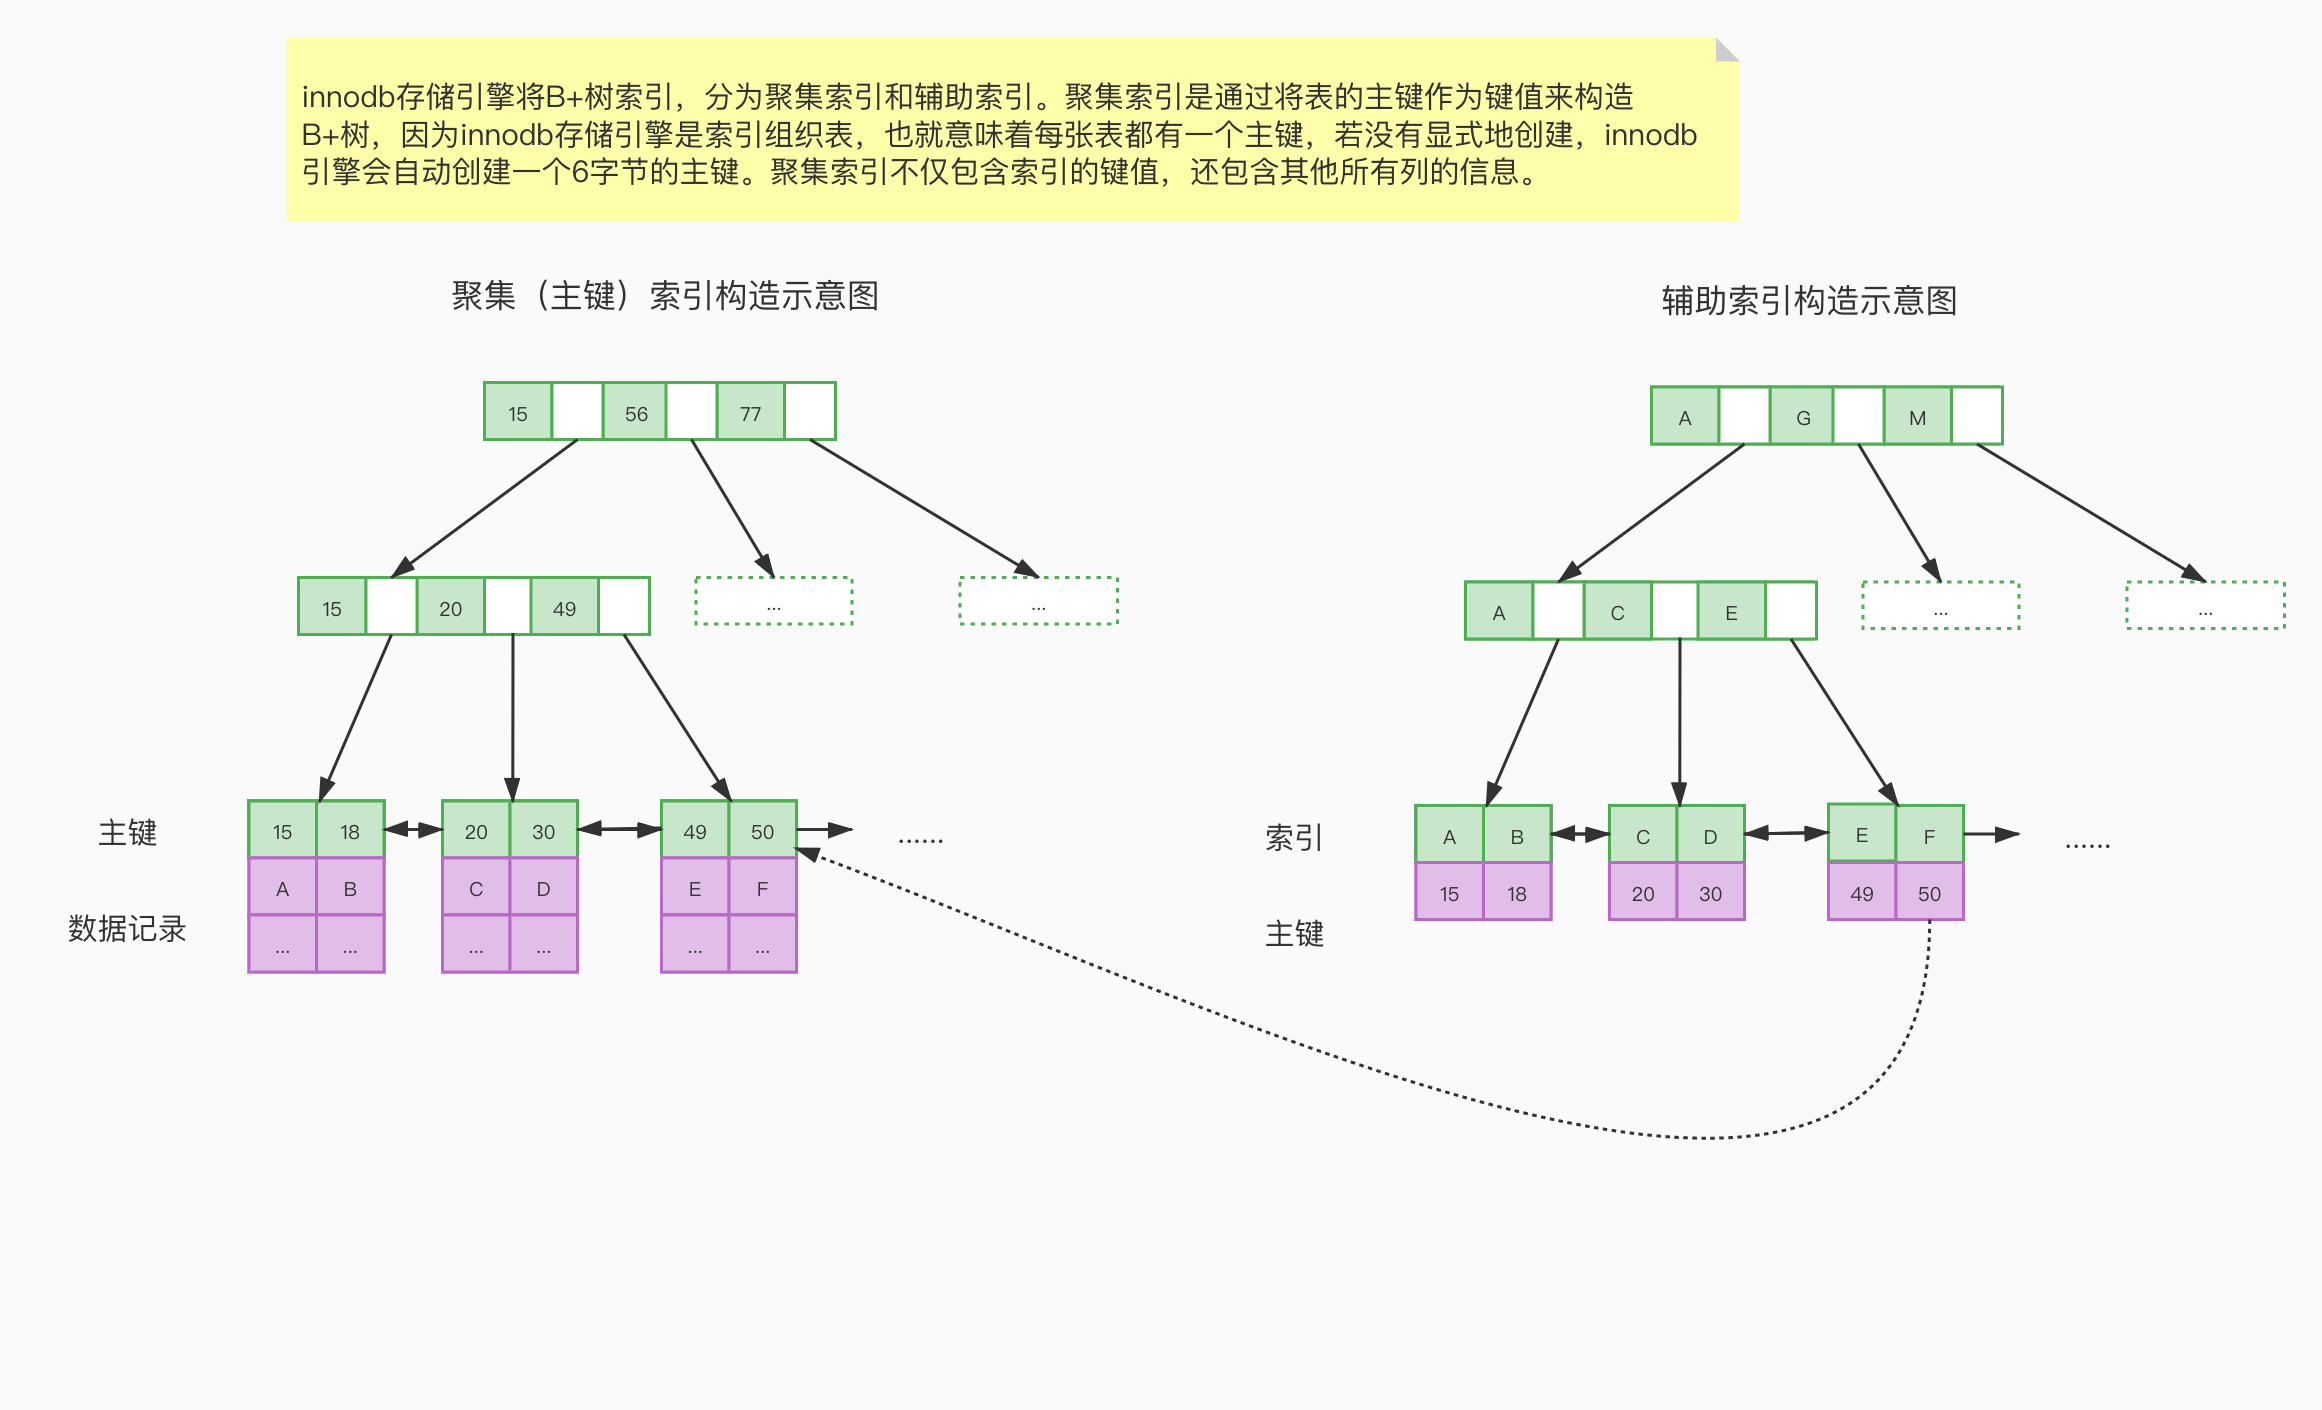 innodb存储引擎将B+树索引，分为聚集索引和辅助索引。聚集索引是通过将表的主键作为键值来构造
B+树，因为innodb存储引擎是索引组织表，也就意味着每张表都有一个主键，若没有显式地创建，innodb
引擎会自动创建一个6字节的主键。聚集索引不仅包含索引的键值，还包含其他所有列的信息。
聚集（主键）索引构造示意图
15 56 77
15 20 49
... ...
主键
15 18 20 30 49 50 ......
A B C D E F
数据记录
... ... ... ... ... ...
辅助索引构造示意图
A G M
A C E
... ...
索引
A B C D E F ......
15 18 20 30 49 50
主键